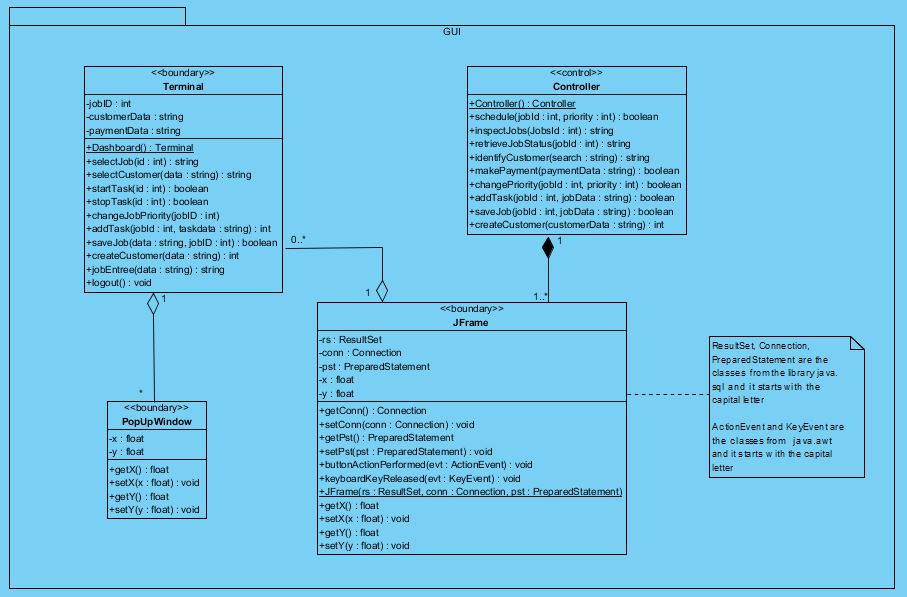 GUI
<<boundary>>
Terminal
-jobID : int
-customerData : string
-paymentData : string
+Dashboard() : Terminal
+selectJob(id : int) : string
+selectCustomer(data : string) : string
+startTask(id : int) : boolean
+stopTask(id : int) : boolean
+changeJobPriority(jobID : int)
+addTask(jobId : int, taskdata : string) : int
+saveJob(data : string, jobID : int) : boolean
+createCustomer(data : string) : int
+jobEntree(data : string) : string
+logout() : void
<<control>>
Controller
+Controller() : Controller
+schedule(jobId : int, priority : int) : boolean
+inspectJobs(JobsId : int) : string
+retrieveJobStatus(jobId : int) : string
+identifyCustomer(search : string) : string
+makePayment(paymentData : string) : boolean
+changePriority(jobId : int, priority : int) : boolean
+addTask(jobId : int, jobData : string) : boolean
+saveJob(jobId : int, jobData : string) : boolean
+createCustomer(customerData : string) : int
0..*
1
1
1..*
1
*
<<boundary>>
PopUpWindow
-x : float
-y : float
+getX() : float
+setX(x : float) : void
+getY() : float
+setY(y : float) : void
<<boundary>>
JFrame
-rs : ResultSet
-conn : Connection
-pst : PreparedStatement
-x : float
-y : float
+getConn() : Connection
+setConn(conn : Connection) : void
+getPst() : PreparedStatement
+setPst(pst : PreparedStatement) : void
+buttonActionPerformed(evt : ActionEvent) : void
+keyboardKeyReleased(evt : KeyEvent) : void
+JFrame(rs : ResultSet, conn : Connection, pst : PreparedStatement)
+getX() : float
+setX(x : float) : void
+getY() : float
+setY(y : float) : void
ResultSet, Connection,
PreparedStatement are the
classes from the library java.
sql and it starts with the
capital letter
ActionEvent and KeyEvent are
the classes from java.awt
and it starts with the capital
letter